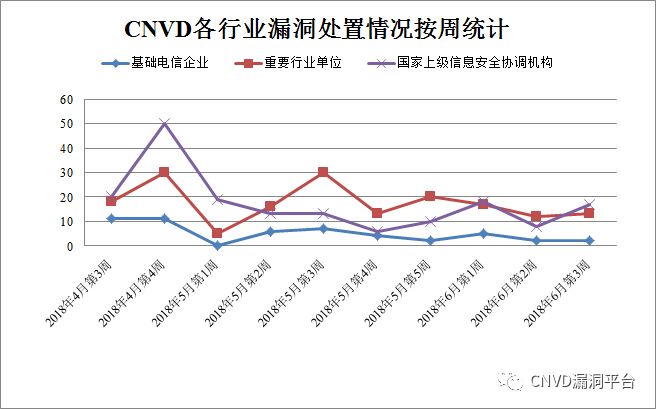 CNVD各行业漏洞处置情况按周统计
基础电信企业 重要行业单位 国家上级信息安全协调机构
60
50
40
30
20
10
0
2018年4月第3周
2018年4月第4周
2018年5月第1周
2018年5月第2周
2018年5月第3周
2018年5月第4周
2018年5月第5周
2018年6月第1周
2018年6月第2周
2018年6月第3周
CNVD漏洞平台